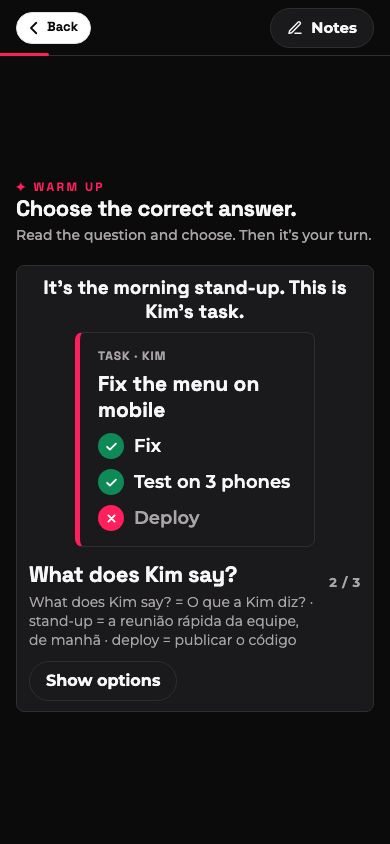 Back
Notes
WARM UP
Choose the correct answer.
Read the question and choose. Then it's your turn.
It's the morning stand-up. This is
Kim's task.
TASK · KIM
Fix the menu on
mobile
Fix
Test on 3 phones
Deploy
What does Kim say?
2 / 3
What does Kim say? = O que a Kim diz? ·
stand-up = a reunião rápida da equipe,
de manhã · deploy = publicar o código
Show options